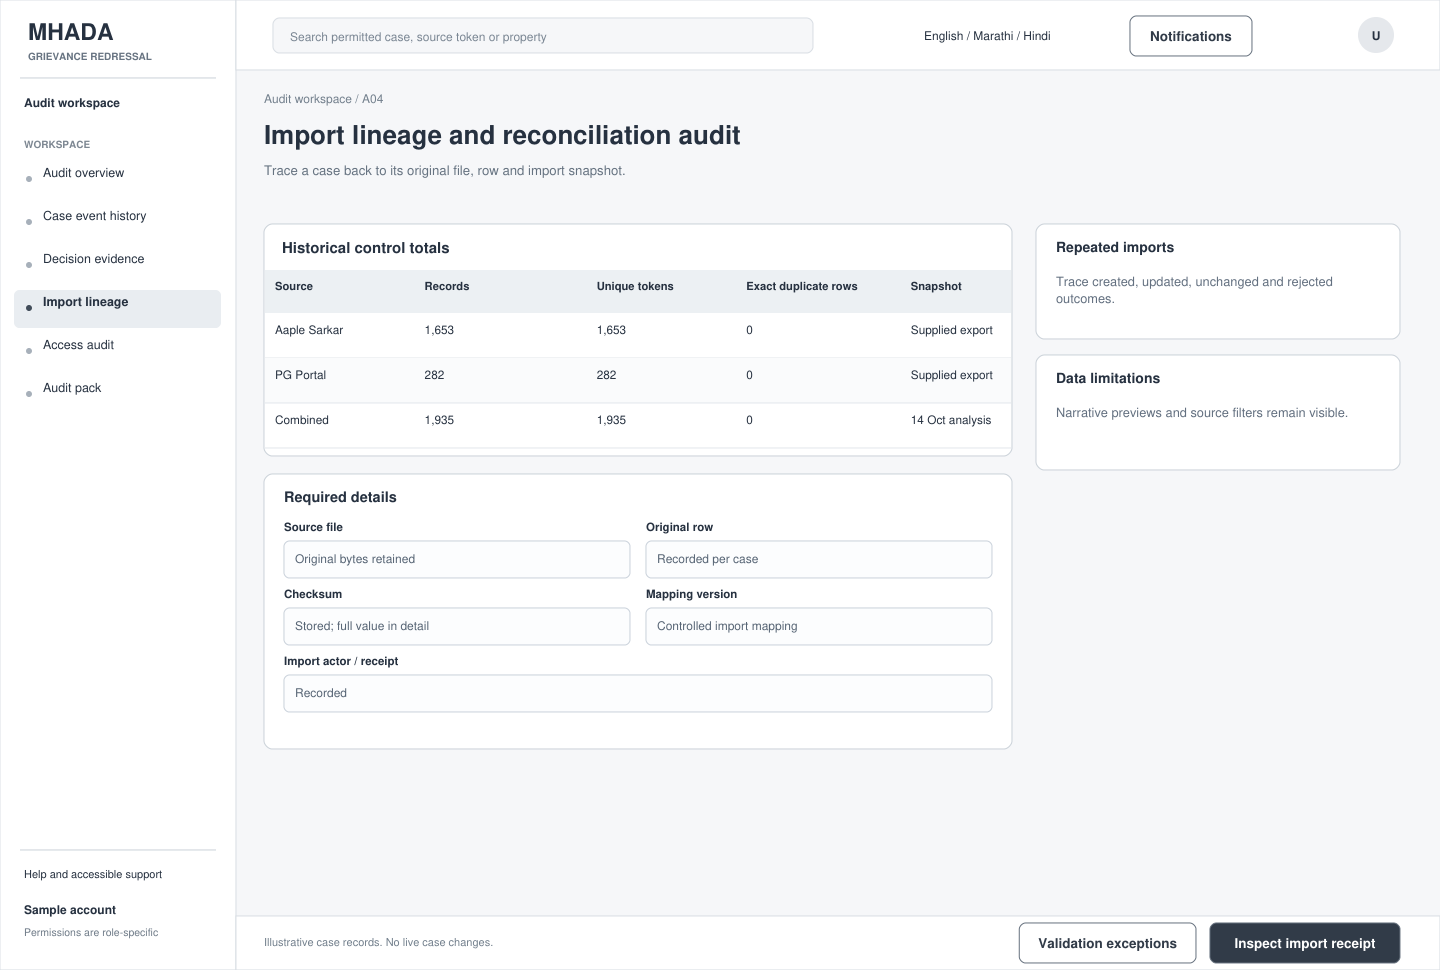 MHADA
GRIEVANCE REDRESSAL
Audit workspace
WORKSPACE
Audit overview
Case event history
Decision evidence
Import lineage
Access audit
Audit pack
Help and accessible support
Sample account
Permissions are role-specific
Search permitted case, source token or property
English / Marathi / Hindi
Notifications
U
Audit workspace / A04
Import lineage and reconciliation audit
Trace a case back to its original file, row and import snapshot.
Historical control totals
Source Records Unique tokens Exact duplicate rows Snapshot
Aaple Sarkar 1,653 1,653 0 Supplied export
PG Portal 282 282 0 Supplied export
Combined 1,935 1,935 0 14 Oct analysis
Repeated imports
Trace created, updated, unchanged and rejected
outcomes.
Data limitations
Narrative previews and source filters remain visible.
Required details
Source file Original row
Original bytes retained Recorded per case
Checksum Mapping version
Stored; full value in detail Controlled import mapping
Import actor / receipt
Recorded
Illustrative case records. No live case changes.
Validation exceptions
Inspect import receipt